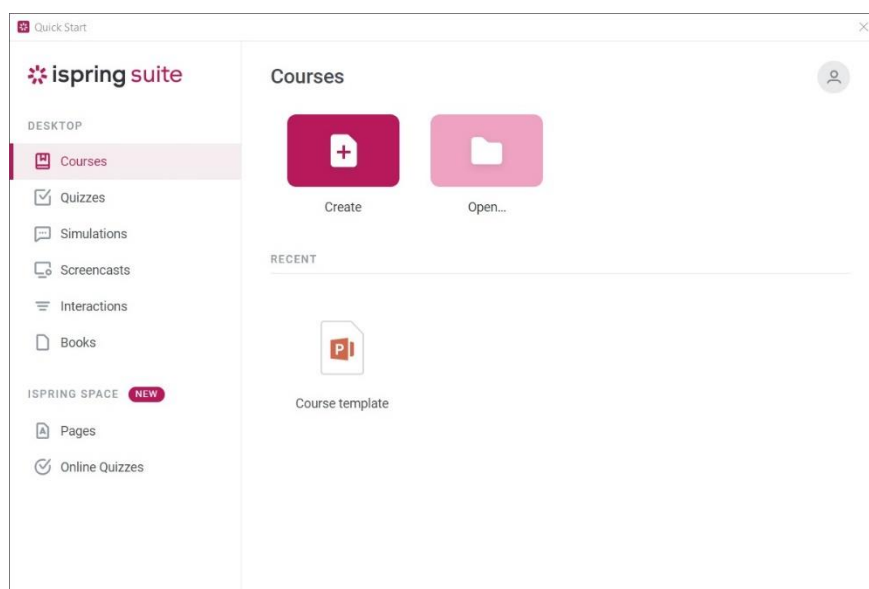 Quick Start
ispring suite
DESKTOP
Courses
Quizzes
Simulations
Screencasts
Interactions
Books
ISPRING SPACE NEW
Pages
Online Quizzes
Courses
Create
Open...
RECENT
P
Course template